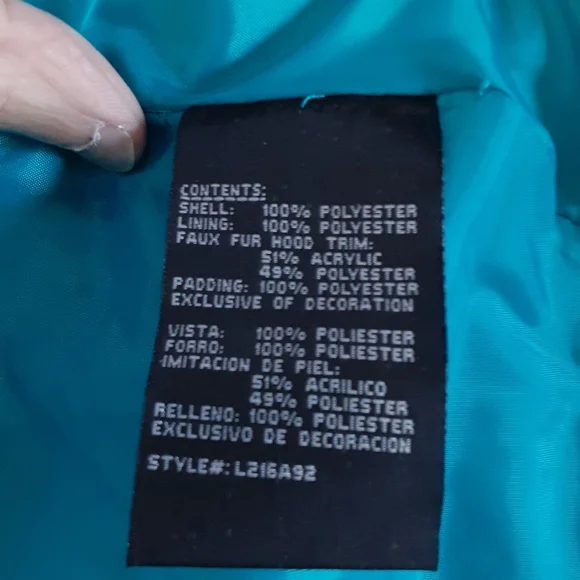 CONTENTS:
SHELL: 100% POLYESTER
LINING: 100% POLYESTER
FAUX FUR HOOD TRIM:
51% ACRYLIC
49% POLYESTER
PADDING: 100% POLYESTER
EXCLUSIVE OF DECORATION
VISTA: 100% POLIESTER
FORRO: 100% POLIESTER
IMITACION DE PIEL:
51% ACRILICO
49% POLIESTER
RELLENO: 100% POLIESTER
EXCLUSIVO DE DECORACION
STYLE#: L216A92